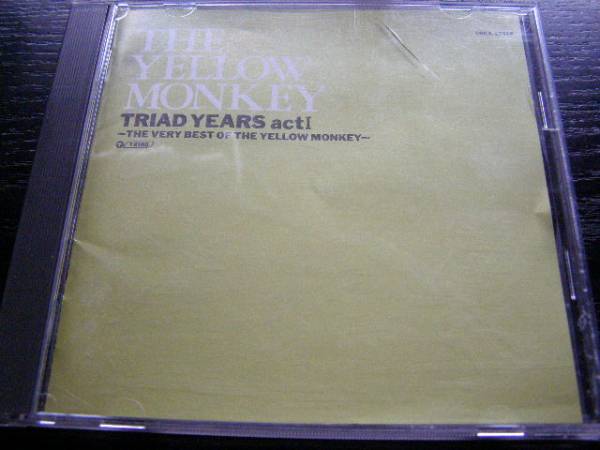 THE
YELLOW
MONKEY
TRIAD YEARS actI
~THE VERY BEST OF THE YELLOW MONKEY~